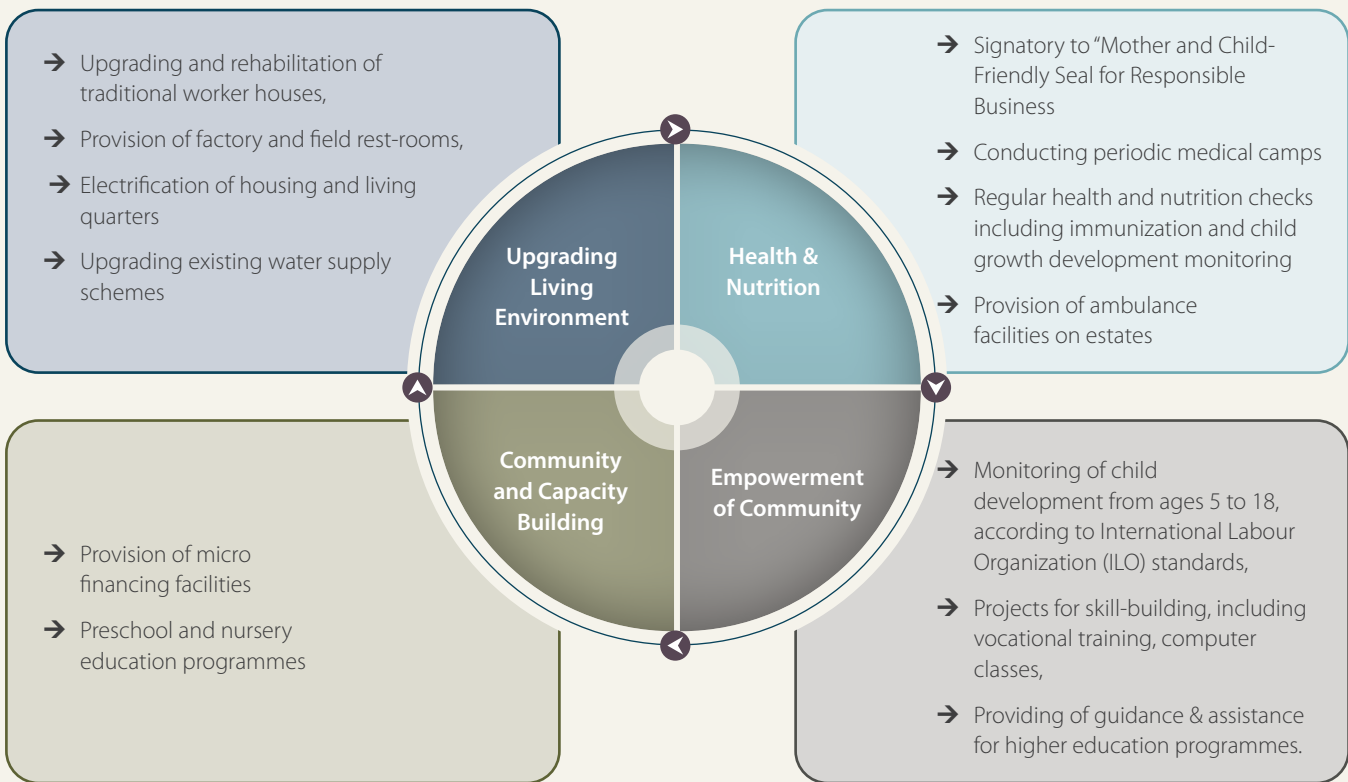 Upgrading and rehabilitation of
traditional worker houses,
Provision of factory and field rest-rooms,
Electrification of housing and living
quarters
Upgrading existing water supply
schemes
Signatory to “Mother and Child-
Friendly Seal for Responsible
Business
Conducting periodic medical camps
Regular health and nutrition checks
including immunization and child
growth development monitoring
Provision of ambulance
facilities on estates
Upgrading
Living
Environment
Health &
Nutrition
Community
and Capacity
Building
Empowerment
of Community
Provision of micro
financing facilities
Preschool and nursery
education programmes
Monitoring of child
development from ages 5 to 18,
according to International Labour
Organization (ILO) standards,
Projects for skill-building, including
vocational training, computer
classes,
Providing of guidance & assistance
for higher education programmes.